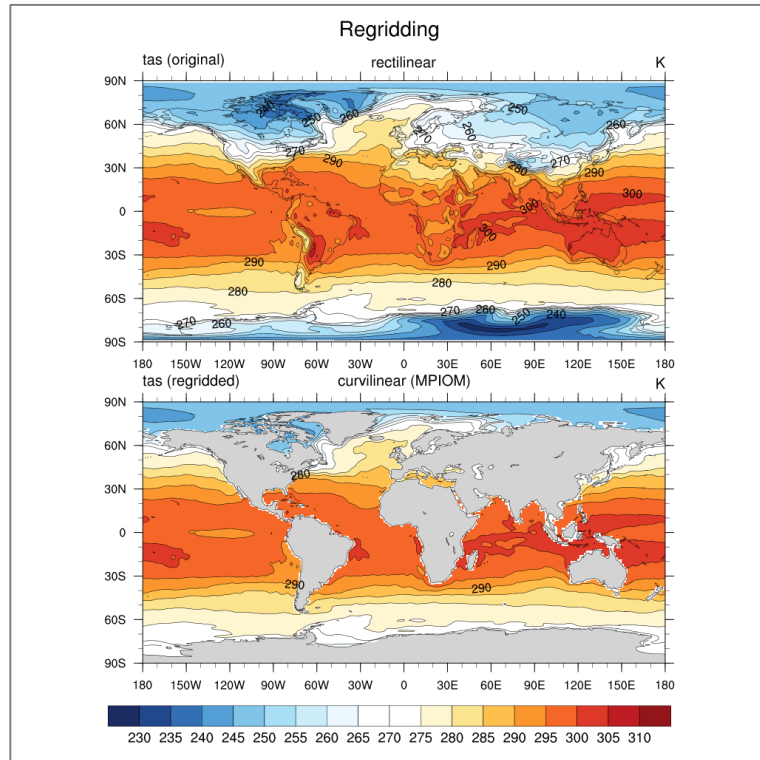 Regridding
tas (original) rectilinear K
90N
60N
30N
0
30S
60S
90S
240 250 260 270 290 270 260 250 260 270 280 290 300 300 300
290 290 280 280
270 260 270 260 250 240
180 150W 120W 90W 60W 30W 0 30E 60E 90E 120E 150E 180
tas (regridded) curvilinear (MPIOM) K
90N
60N
30N
0
30S
60S
90S
280
290 290
180 150W 120W 90W 60W 30W 0 30E 60E 90E 120E 150E 180
230 235 240 245 250 255 260 265 270 275 280 285 290 295 300 305 310